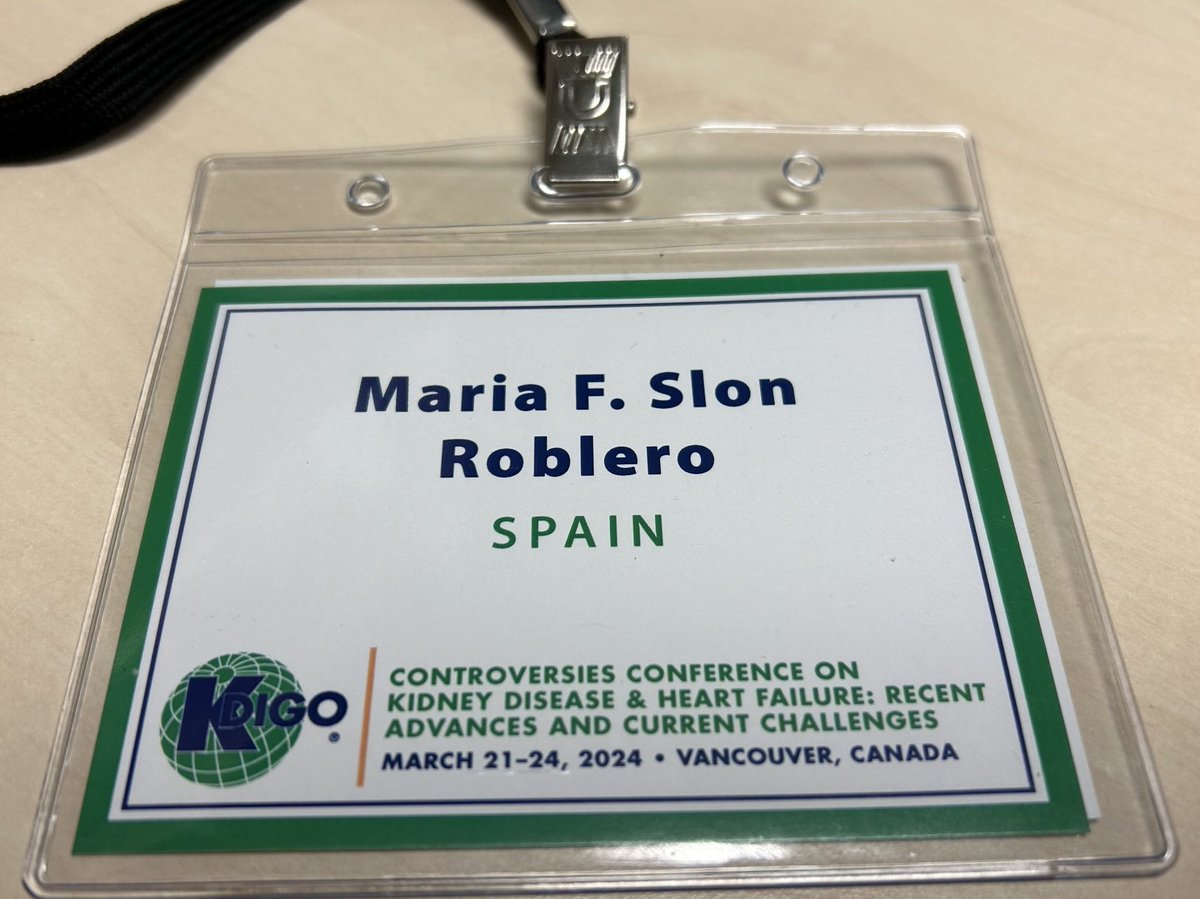 Maria F. Slon
Roblero
SPAIN
KDIGO®
CONTROVERSIES CONFERENCE ON
KIDNEY DISEASE & HEART FAILURE: RECENT
ADVANCES AND CURRENT CHALLENGES
MARCH 21–24, 2024 • VANCOUVER, CANADA